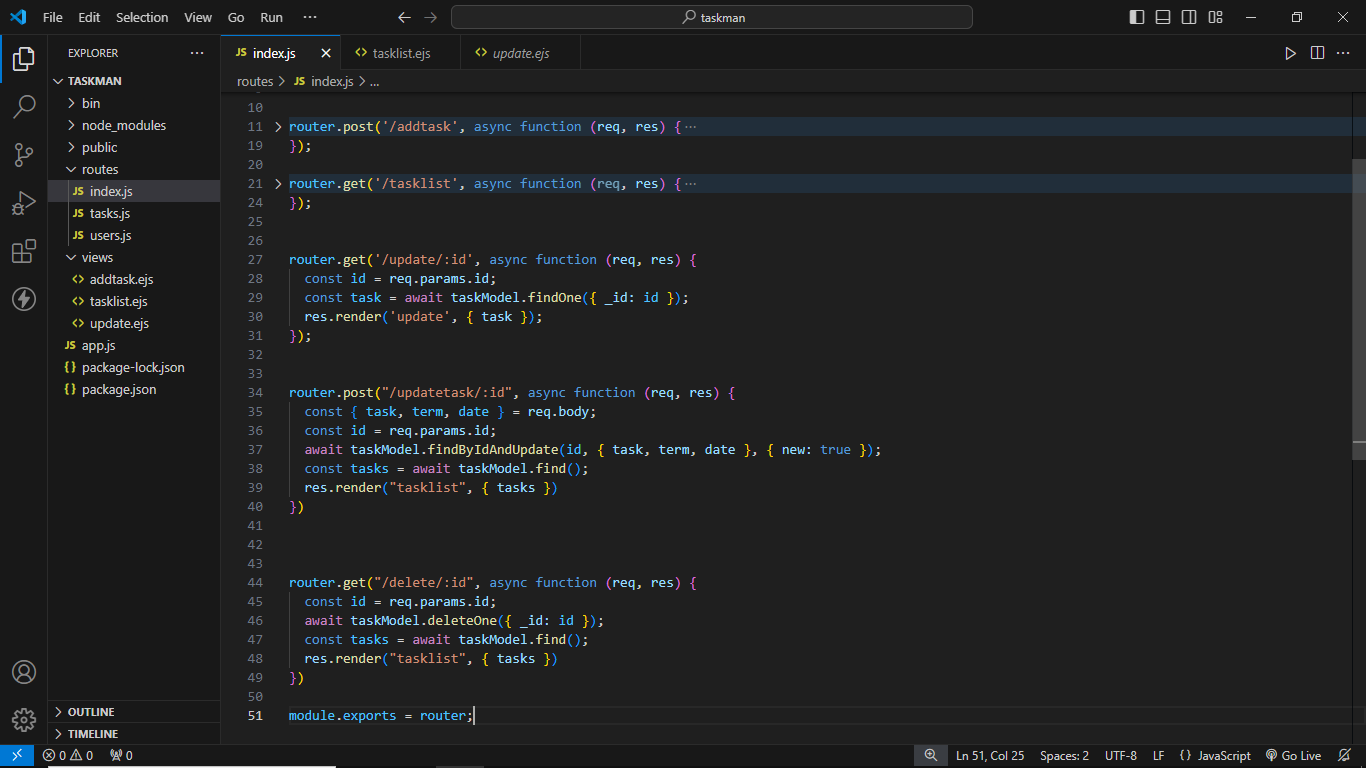 File Edit Selection View Go Run ··· taskman
EXPLORER ···
TASKMAN
bin
node_modules
public
routes
JS index.js
JS tasks.js
JS users.js
views
<> addtask.ejs
<> tasklist.ejs
<> update.ejs
JS app.js
{} package-lock.json
{} package.json
OUTLINE
TIMELINE
JS index.js <> tasklist.ejs <> update.ejs ···
routes > JS index.js > ...
10
11 router.post('/addtask', async function (req, res) {···
19 });
20
21 router.get('/tasklist', async function (req, res) {···
24 });
25
26
27 router.get('/update/:id', async function (req, res) {
28 const id = req.params.id;
29 const task = await taskModel.findOne({ _id: id });
30 res.render('update', { task });
31 });
32
33
34 router.post("/updatetask/:id", async function (req, res) {
35 const { task, term, date } = req.body;
36 const id = req.params.id;
37 await taskModel.findByIdAndUpdate(id, { task, term, date }, { new: true });
38 const tasks = await taskModel.find();
39 res.render("tasklist", { tasks })
40 })
41
42
43
44 router.get("/delete/:id", async function (req, res) {
45 const id = req.params.id;
46 await taskModel.deleteOne({ _id: id });
47 const tasks = await taskModel.find();
48 res.render("tasklist", { tasks })
49 })
50
51 module.exports = router;
0 0 0 Ln 51, Col 25 Spaces: 2 UTF-8 LF {} JavaScript Go Live